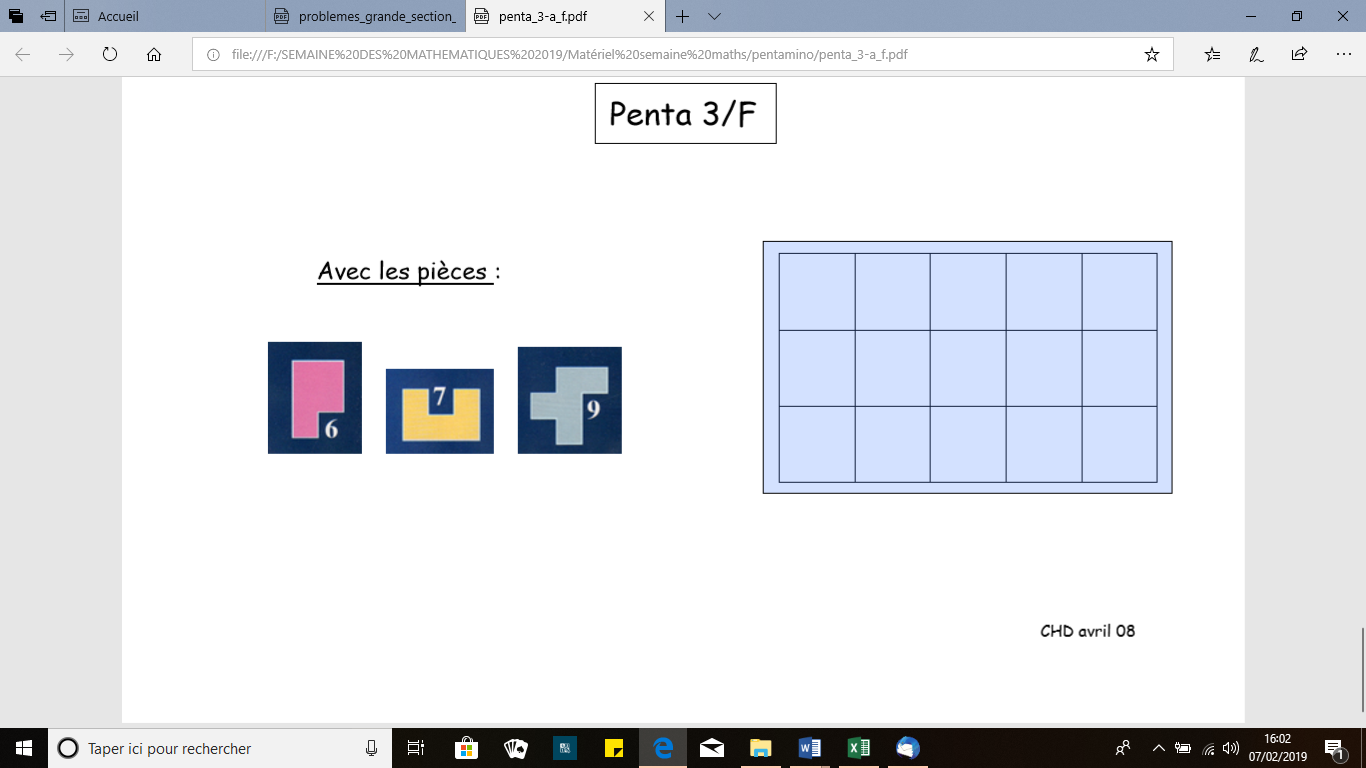 Accueil
problemes_grande_section_
penta_3-a_f.pdf
file:///F:/SEMAINE%20DES%20MATHEMATIQUES%202019/Matériel%20semaine%20maths/pentamino/penta_3-a_f.pdf
Penta 3/F
Avec les pièces :
6
7
9
CHD avril 08
Taper ici pour rechercher
16:02
07/02/2019
1